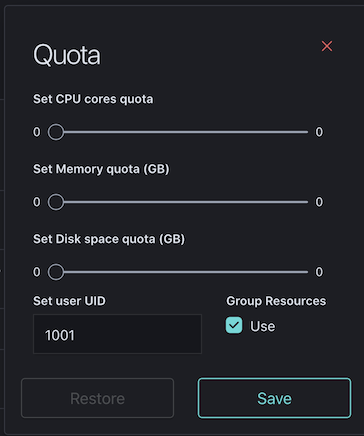 Quota
Set CPU cores quota
0 0
Set Memory quota (GB)
0 0
Set Disk space quota (GB)
0 0
Set user UID Group Resources
1001 Use
Restore Save